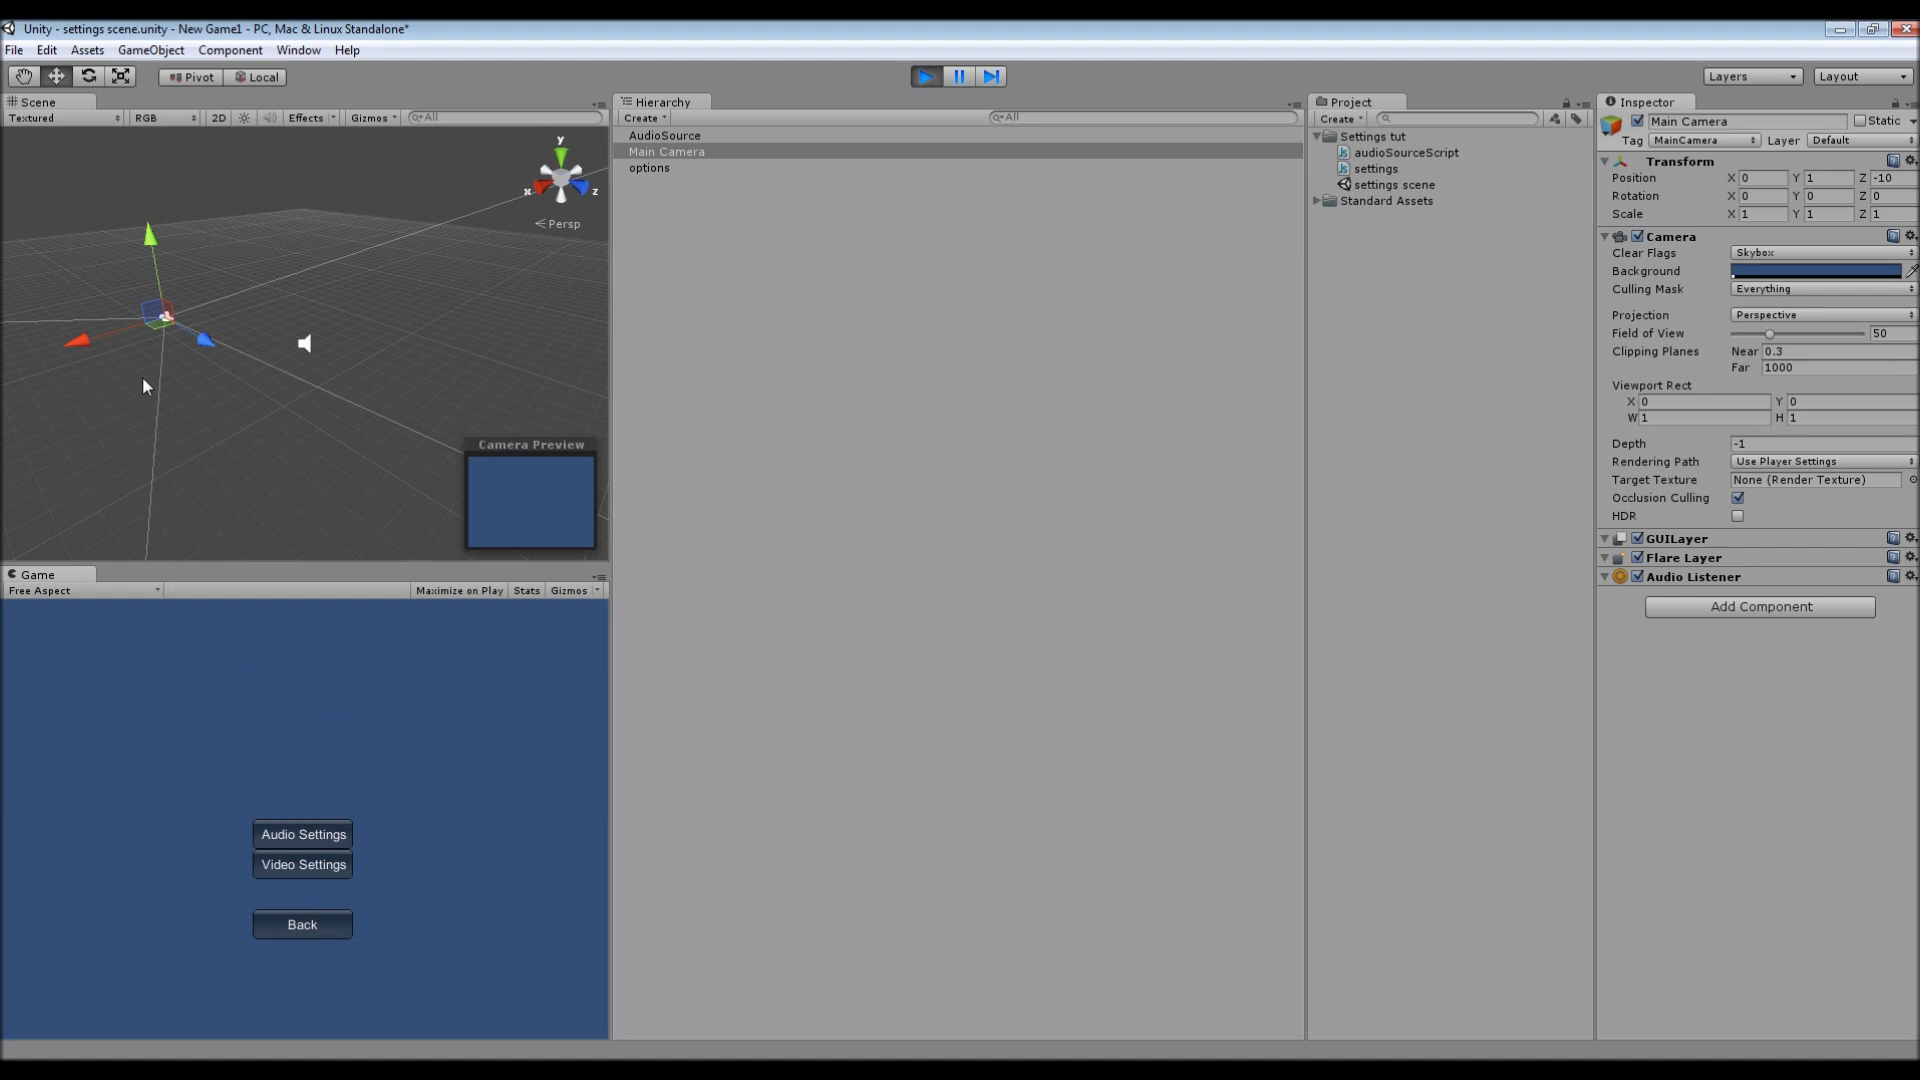 Unity - settings scene.unity - New Game1 - PC, Mac & Linux Standalone*
File Edit Assets GameObject Component Window Help
Pivot Local Layers Layout
Scene
Textured RGB 2D Effects Gizmos All
y
x z
Persp
Camera Preview
Game
Free Aspect Maximize on Play Stats Gizmos
Audio Settings
Video Settings
Back
Hierarchy
Create All
AudioSource
Main Camera
options
Project
Create
Settings tut
audioSourceScript
settings
settings scene
Standard Assets
Inspector
Main Camera Static
Tag MainCamera Layer Default
Transform
Position X 0 Y 1 Z -10
Rotation X 0 Y 0 Z 0
Scale X 1 Y 1 Z 1
Camera
Clear Flags Skybox
Background
Culling Mask Everything
Projection Perspective
Field of View 50
Clipping Planes Near 0.3
Far 1000
Viewport Rect
X 0 Y 0
W 1 H 1
Depth -1
Rendering Path Use Player Settings
Target Texture None (Render Texture)
Occlusion Culling
HDR
GUILayer
Flare Layer
Audio Listener
Add Component